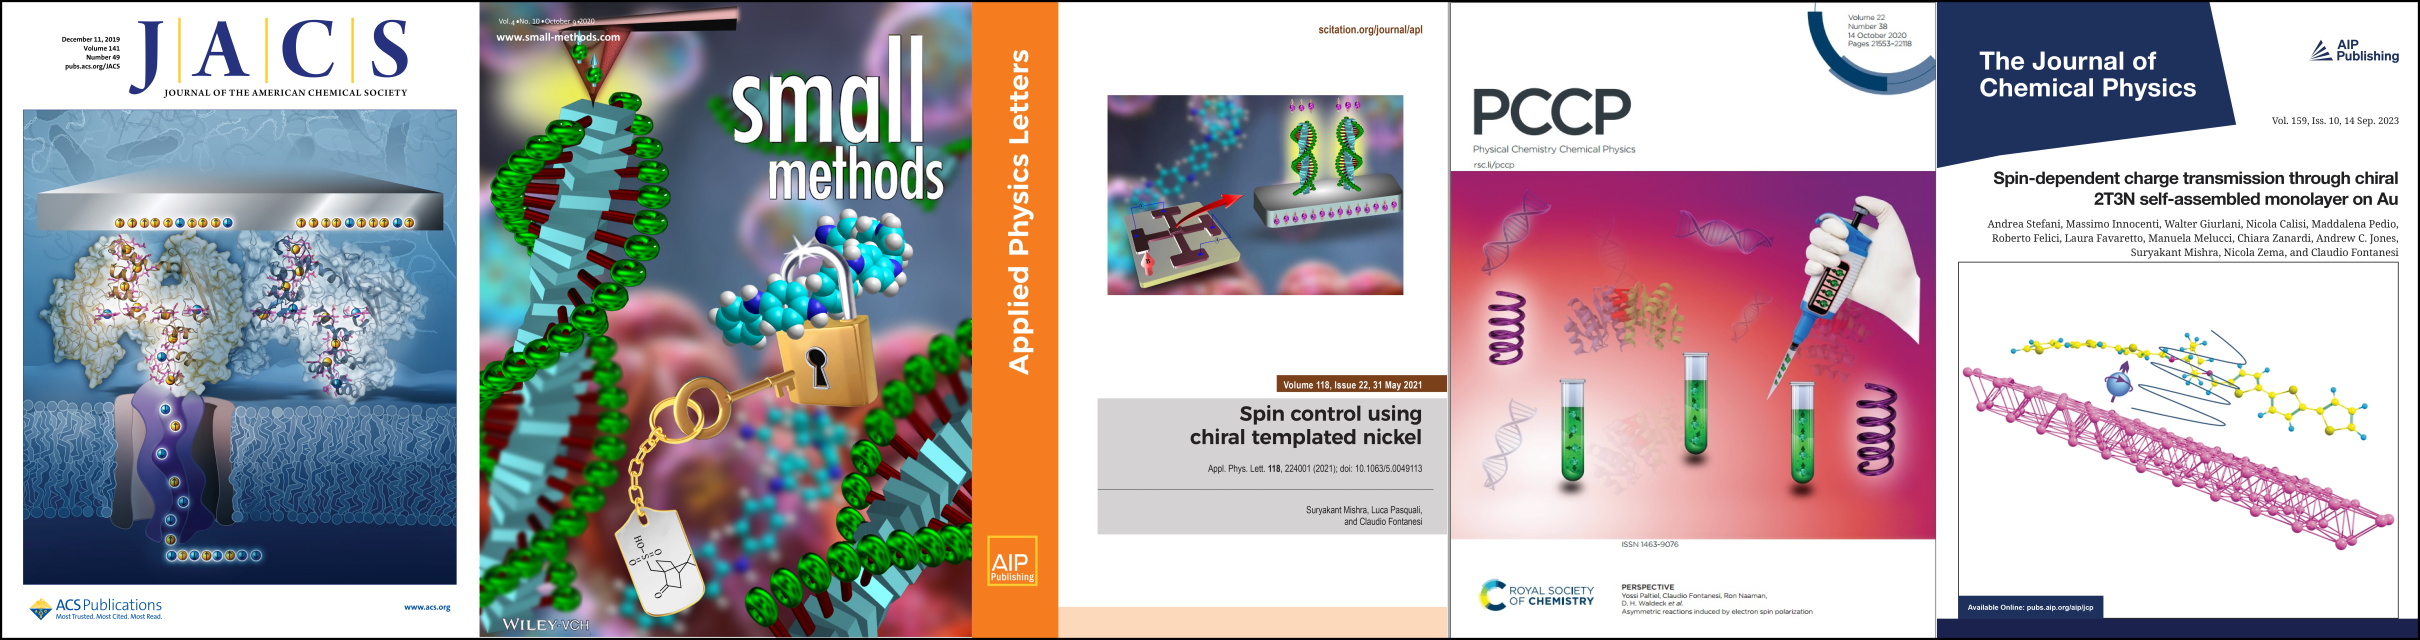 December 11, 2019
Volume 141
Number 49
pubs.acs.org/JACS
JACS
JOURNAL OF THE AMERICAN CHEMICAL SOCIETY
ACS Publications
Most Trusted. Most Cited. Most Read.
www.acs.org
Vol. 4 • No. 10 • October 9 • 2020
www.small-methods.com
small
methods
HO
S
O
O
O
WILEY-VCH
Applied Physics Letters
AIP
Publishing
scitation.org/journal/apl
B
Volume 118, Issue 22, 31 May 2021
Spin control using
chiral templated nickel
Appl. Phys. Lett. 118, 224001 (2021); doi: 10.1063/5.0049113
Suryakant Mishra, Luca Pasquali,
and Claudio Fontanesi
Volume 22
Number 38
14 October 2020
Pages 21553-22118
PCCP
Physical Chemistry Chemical Physics
rsc.li/pccp
ISSN 1463-9076
ROYAL SOCIETY
OF CHEMISTRY
PERSPECTIVE
Yossi Paltiel, Claudio Fontanesi, Ron Naaman,
D. H. Waldeck et al.
Asymmetric reactions induced by electron spin polarization
The Journal of
Chemical Physics
AIP
Publishing
Vol. 159, Iss. 10, 14 Sep. 2023
Spin-dependent charge transmission through chiral
2T3N self-assembled monolayer on Au
Andrea Stefani, Massimo Innocenti, Walter Giurlani, Nicola Calisi, Maddalena Pedio,
Roberto Felici, Laura Favaretto, Manuela Melucci, Chiara Zanardi, Andrew C. Jones,
Suryakant Mishra, Nicola Zema, and Claudio Fontanesi
Available Online: pubs.aip.org/aip/jcp